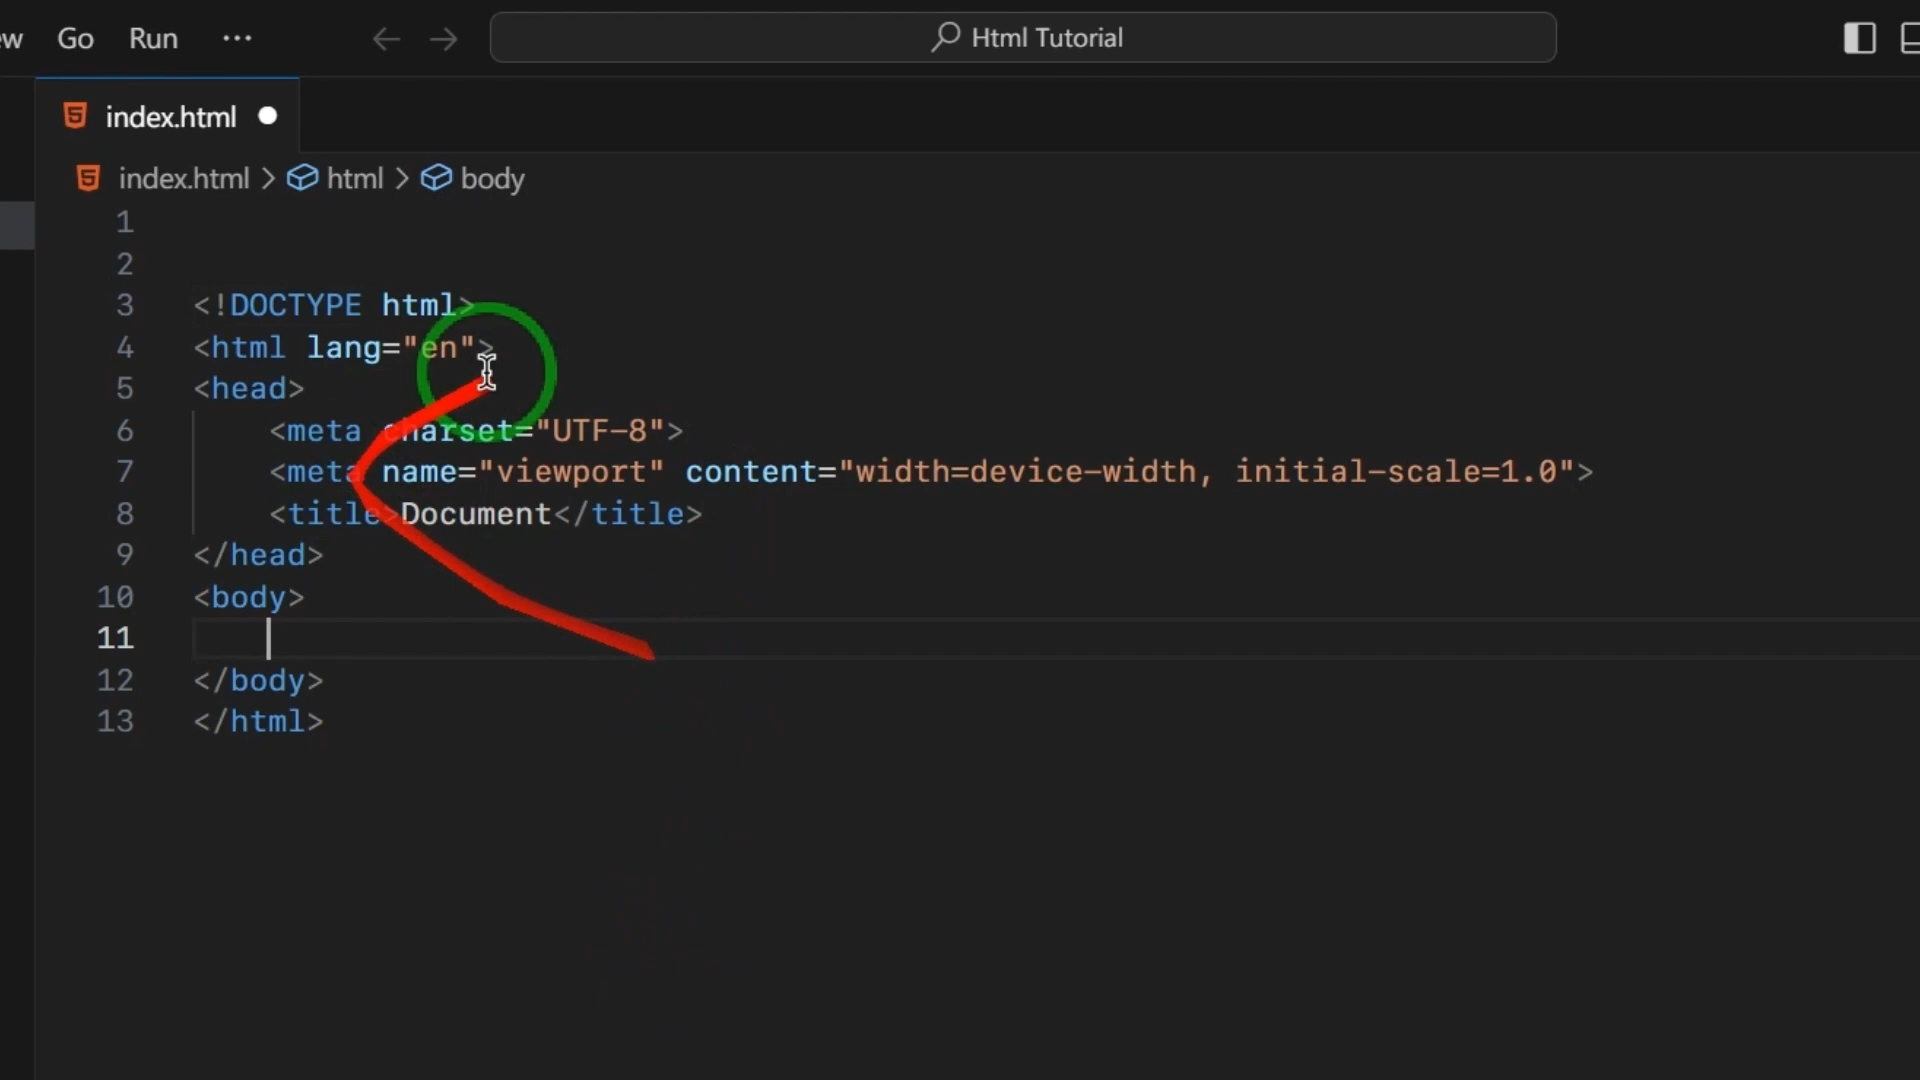 Go Run ...
Html Tutorial
index.html
index.html > html > body
1
2
3 <!DOCTYPE html>
4 <html lang="en">
5 <head>
6 <meta charset="UTF-8">
7 <meta name="viewport" content="width=device-width, initial-scale=1.0">
8 <title>Document</title>
9 </head>
10 <body>
11
12 </body>
13 </html>